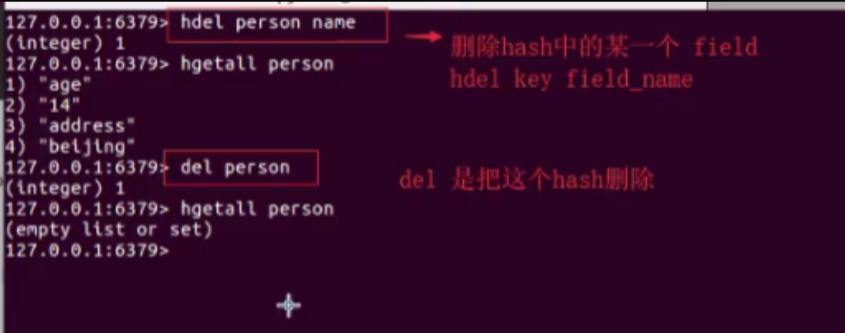 127.0.0.1:6379> hdel person name
(integer) 1
127.0.0.1:6379> hgetall person
1) "age"
2) "14"
3) "address"
4) "beijing"
127.0.0.1:6379> del person
(integer) 1
127.0.0.1:6379> hgetall person
(empty list or set)
127.0.0.1:6379>
删除hash中的某一个 field
hdel key field_name
del 是把这个hash删除